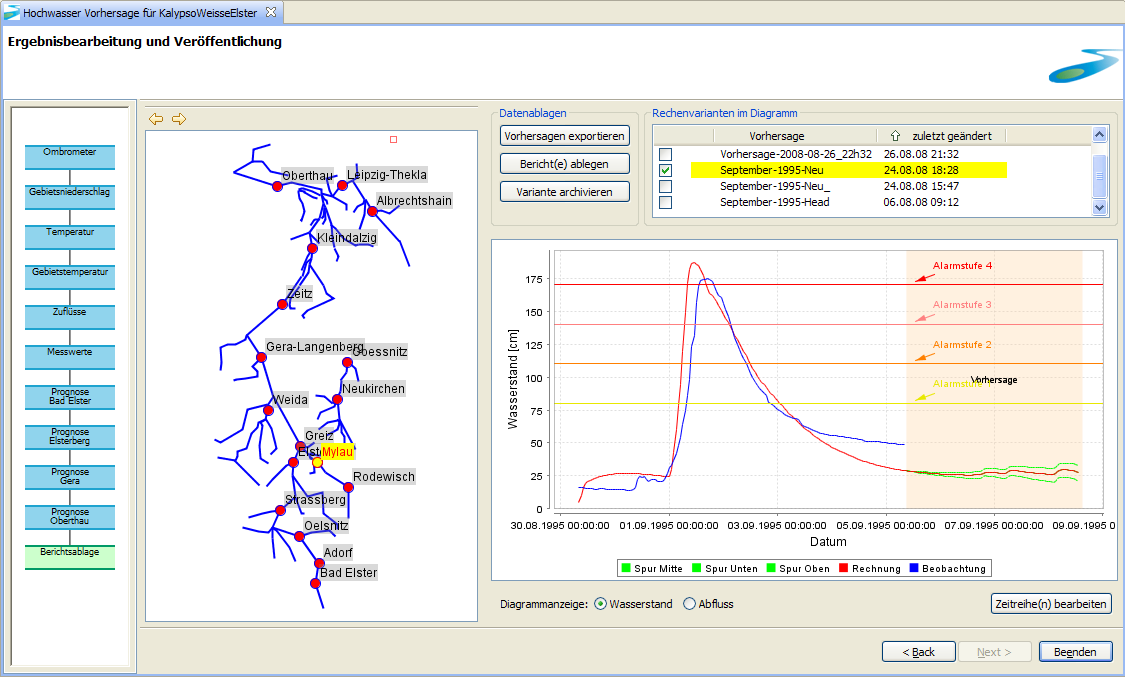 Hochwasser Vorhersage für KalypsoWeisseElster
Ergebnisbearbeitung und Veröffentlichung
Ombrometer
Gebietsniederschlag
Temperatur
Gebietstemperatur
Zuflüsse
Messwerte
Prognose
Bad Elster
Prognose
Elsterberg
Prognose
Gera
Prognose
Oberthau
Berichtsablage
Oberthau
Leipzig-Thekla
Albrechtshain
Kleindalzig
Zeitz
Gera-Langenberg
Goessnitz
Neukirchen
Weida
Greiz
Mylau
Rodewisch
Strassberg
Oelsnitz
Adorf
Bad Elster
Datenablagen
Vorhersagen exportieren
Bericht(e) ablegen
Variante archivieren
Rechenvarianten im Diagramm
Vorhersage zuletzt geändert
Vorhersage-2008-08-26_22h32 26.08.08 21:32
September-1995-Neu 24.08.08 18:28
September-1995-Neu_ 24.08.08 15:47
September-1995-Head 06.08.08 09:12
Wasserstand [cm]
175
150
125
100
75
50
25
0
Alarmstufe 4
Alarmstufe 3
Alarmstufe 2
Vorhersage
Alarmstufe
30.08.1995 00:00:00 01.09.1995 00:00:00 03.09.1995 00:00:00 05.09.1995 00:00:00 07.09.1995 00:00:00 09.09.1995 0
Datum
Spur Mitte Spur Unten Spur Oben Rechnung Beobachtung
Diagrammanzeige: Wasserstand Abfluss
Zeitreihe(n) bearbeiten
< Back Next > Beenden